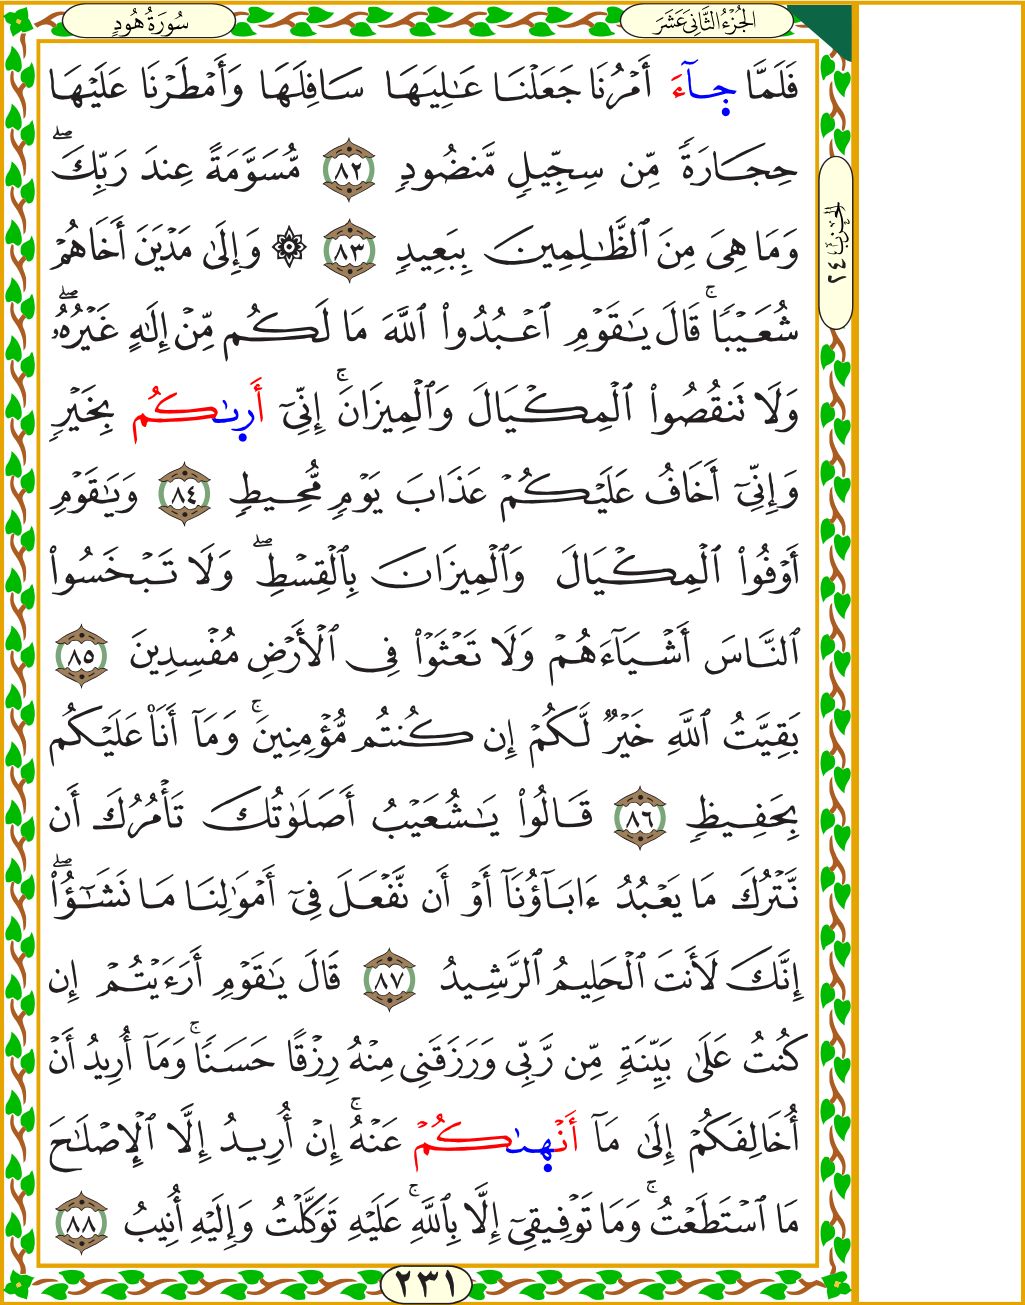 سُورَةُ هُودٍ
الجُزْءُ الثَّانِى عَشَرَ
فَلَمَّا جَآءَ أَمْرُنَا جَعَلْنَا عَٰلِيَهَا سَافِلَهَا وَأَمْطَرْنَا عَلَيْهَا
حِجَارَةً مِّن سِجِّيلٍ مَّنضُودٍ ٨٢ مُّسَوَّمَةً عِندَ رَبِّكَۖ
وَمَا هِىَ مِنَ ٱلظَّٰلِمِينَ بِبَعِيدٍ ٨٣ ۞ وَإِلَىٰ مَدْيَنَ أَخَاهُمْ
شُعَيْبًاۚ قَالَ يَٰقَوْمِ ٱعْبُدُوا۟ ٱللَّهَ مَا لَكُم مِّنْ إِلَٰهٍ غَيْرُهُۥۖ
وَلَا تَنقُصُوا۟ ٱلْمِكْيَالَ وَٱلْمِيزَانَۚ إِنِّىٓ أَرىٰكُم بِخَيْرٍ
وَإِنِّىٓ أَخَافُ عَلَيْكُمْ عَذَابَ يَوْمٍ مُّحِيطٍ ٨٤ وَيَٰقَوْمِ
أَوْفُوا۟ ٱلْمِكْيَالَ وَٱلْمِيزَانَ بِٱلْقِسْطِۖ وَلَا تَبْخَسُوا۟
ٱلنَّاسَ أَشْيَآءَهُمْ وَلَا تَعْثَوْا۟ فِى ٱلْأَرْضِ مُفْسِدِينَ ٨٥
بَقِيَّتُ ٱللَّهِ خَيْرٌ لَّكُمْ إِن كُنتُم مُّؤْمِنِينَۚ وَمَآ أَنَا۠ عَلَيْكُم
بِحَفِيظٍ ٨٦ قَالُوا۟ يَٰشُعَيْبُ أَصَلَوٰتُكَ تَأْمُرُكَ أَن
نَّتْرُكَ مَا يَعْبُدُ ءَابَآؤُنَآ أَوْ أَن نَّفْعَلَ فِىٓ أَمْوَٰلِنَا مَا نَشَٰٓؤُا۟ۖ
إِنَّكَ لَأَنتَ ٱلْحَلِيمُ ٱلرَّشِيدُ ٨٧ قَالَ يَٰقَوْمِ أَرَءَيْتُمْ إِن
كُنتُ عَلَىٰ بَيِّنَةٍ مِّن رَّبِّى وَرَزَقَنِى مِنْهُ رِزْقًا حَسَنًاۚ وَمَآ أُرِيدُ أَنْ
أُخَالِفَكُمْ إِلَىٰ مَآ أَنْهىٰكُمْ عَنْهُۚ إِنْ أُرِيدُ إِلَّا ٱلْإِصْلَٰحَ
مَا ٱسْتَطَعْتُۚ وَمَا تَوْفِيقِىٓ إِلَّا بِٱللَّهِۚ عَلَيْهِ تَوَكَّلْتُ وَإِلَيْهِ أُنِيبُ ٨٨
الحِزْبُ ٢٤
٢٣١